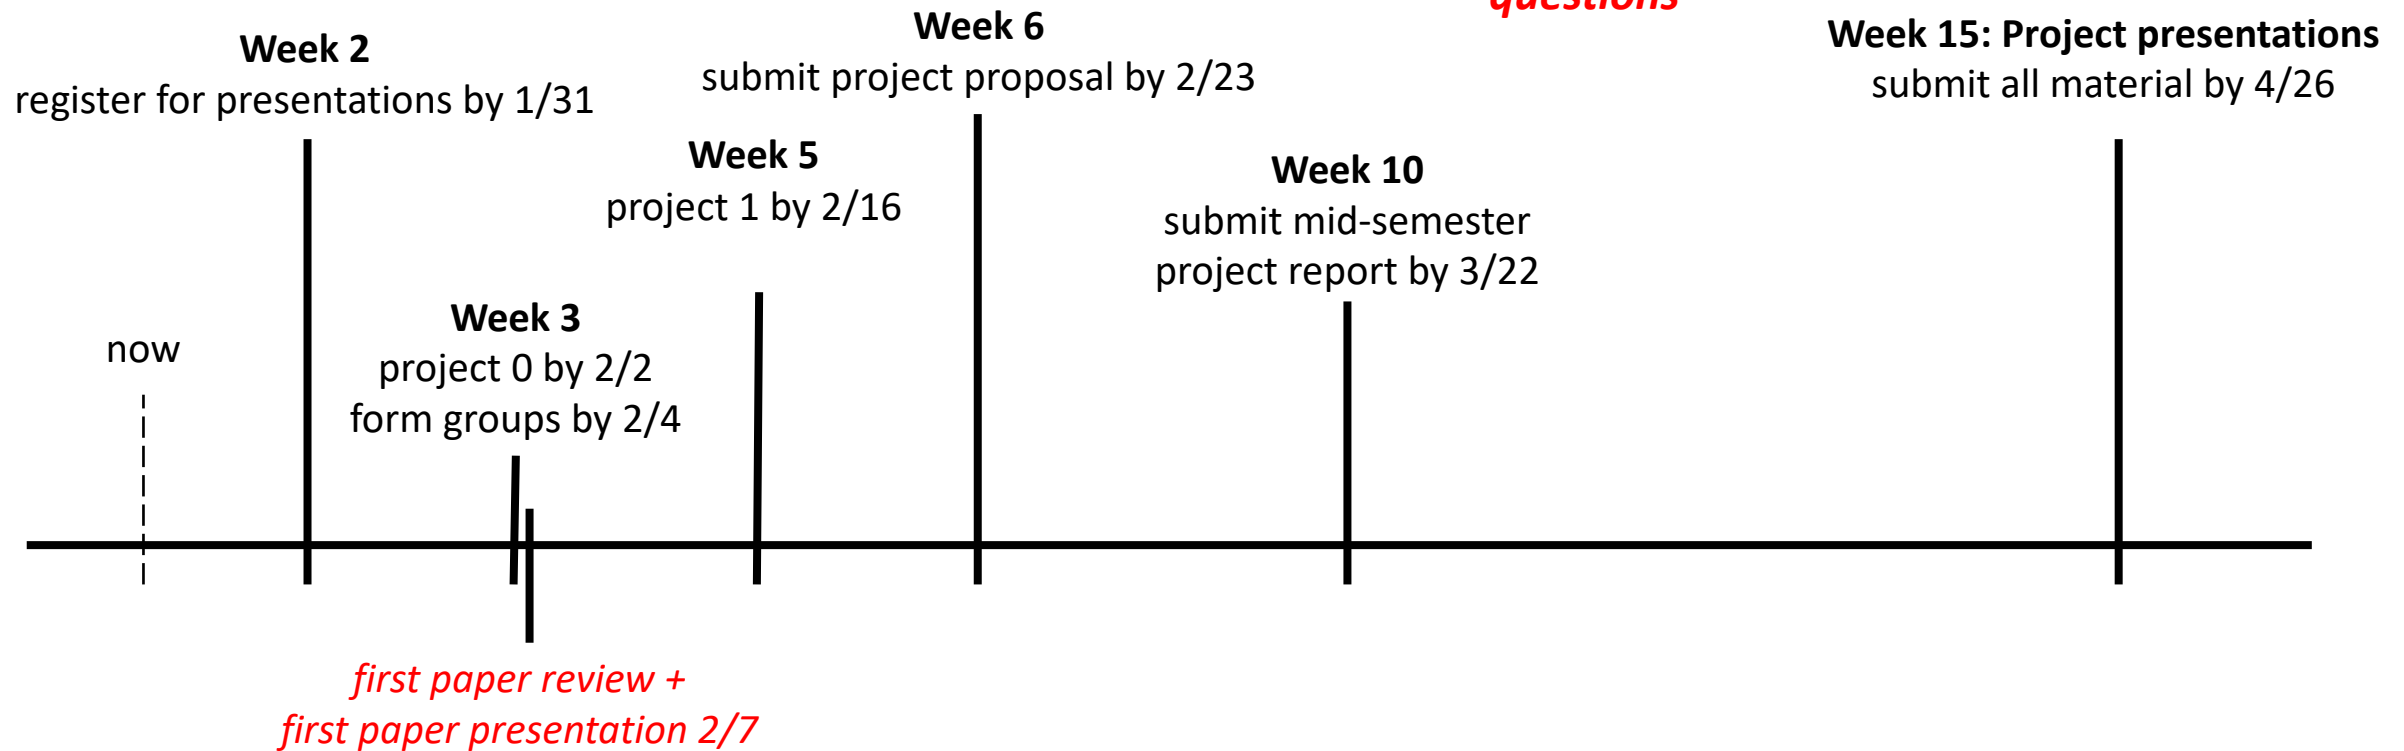 questions
Week 2
register for presentations by 1/31
Week 6
submit project proposal by 2/23
Week 15: Project presentations
submit all material by 4/26
Week 5
project 1 by 2/16
Week 10
submit mid-semester
project report by 3/22
now
Week 3
project 0 by 2/2
form groups by 2/4
first paper review +
first paper presentation 2/7